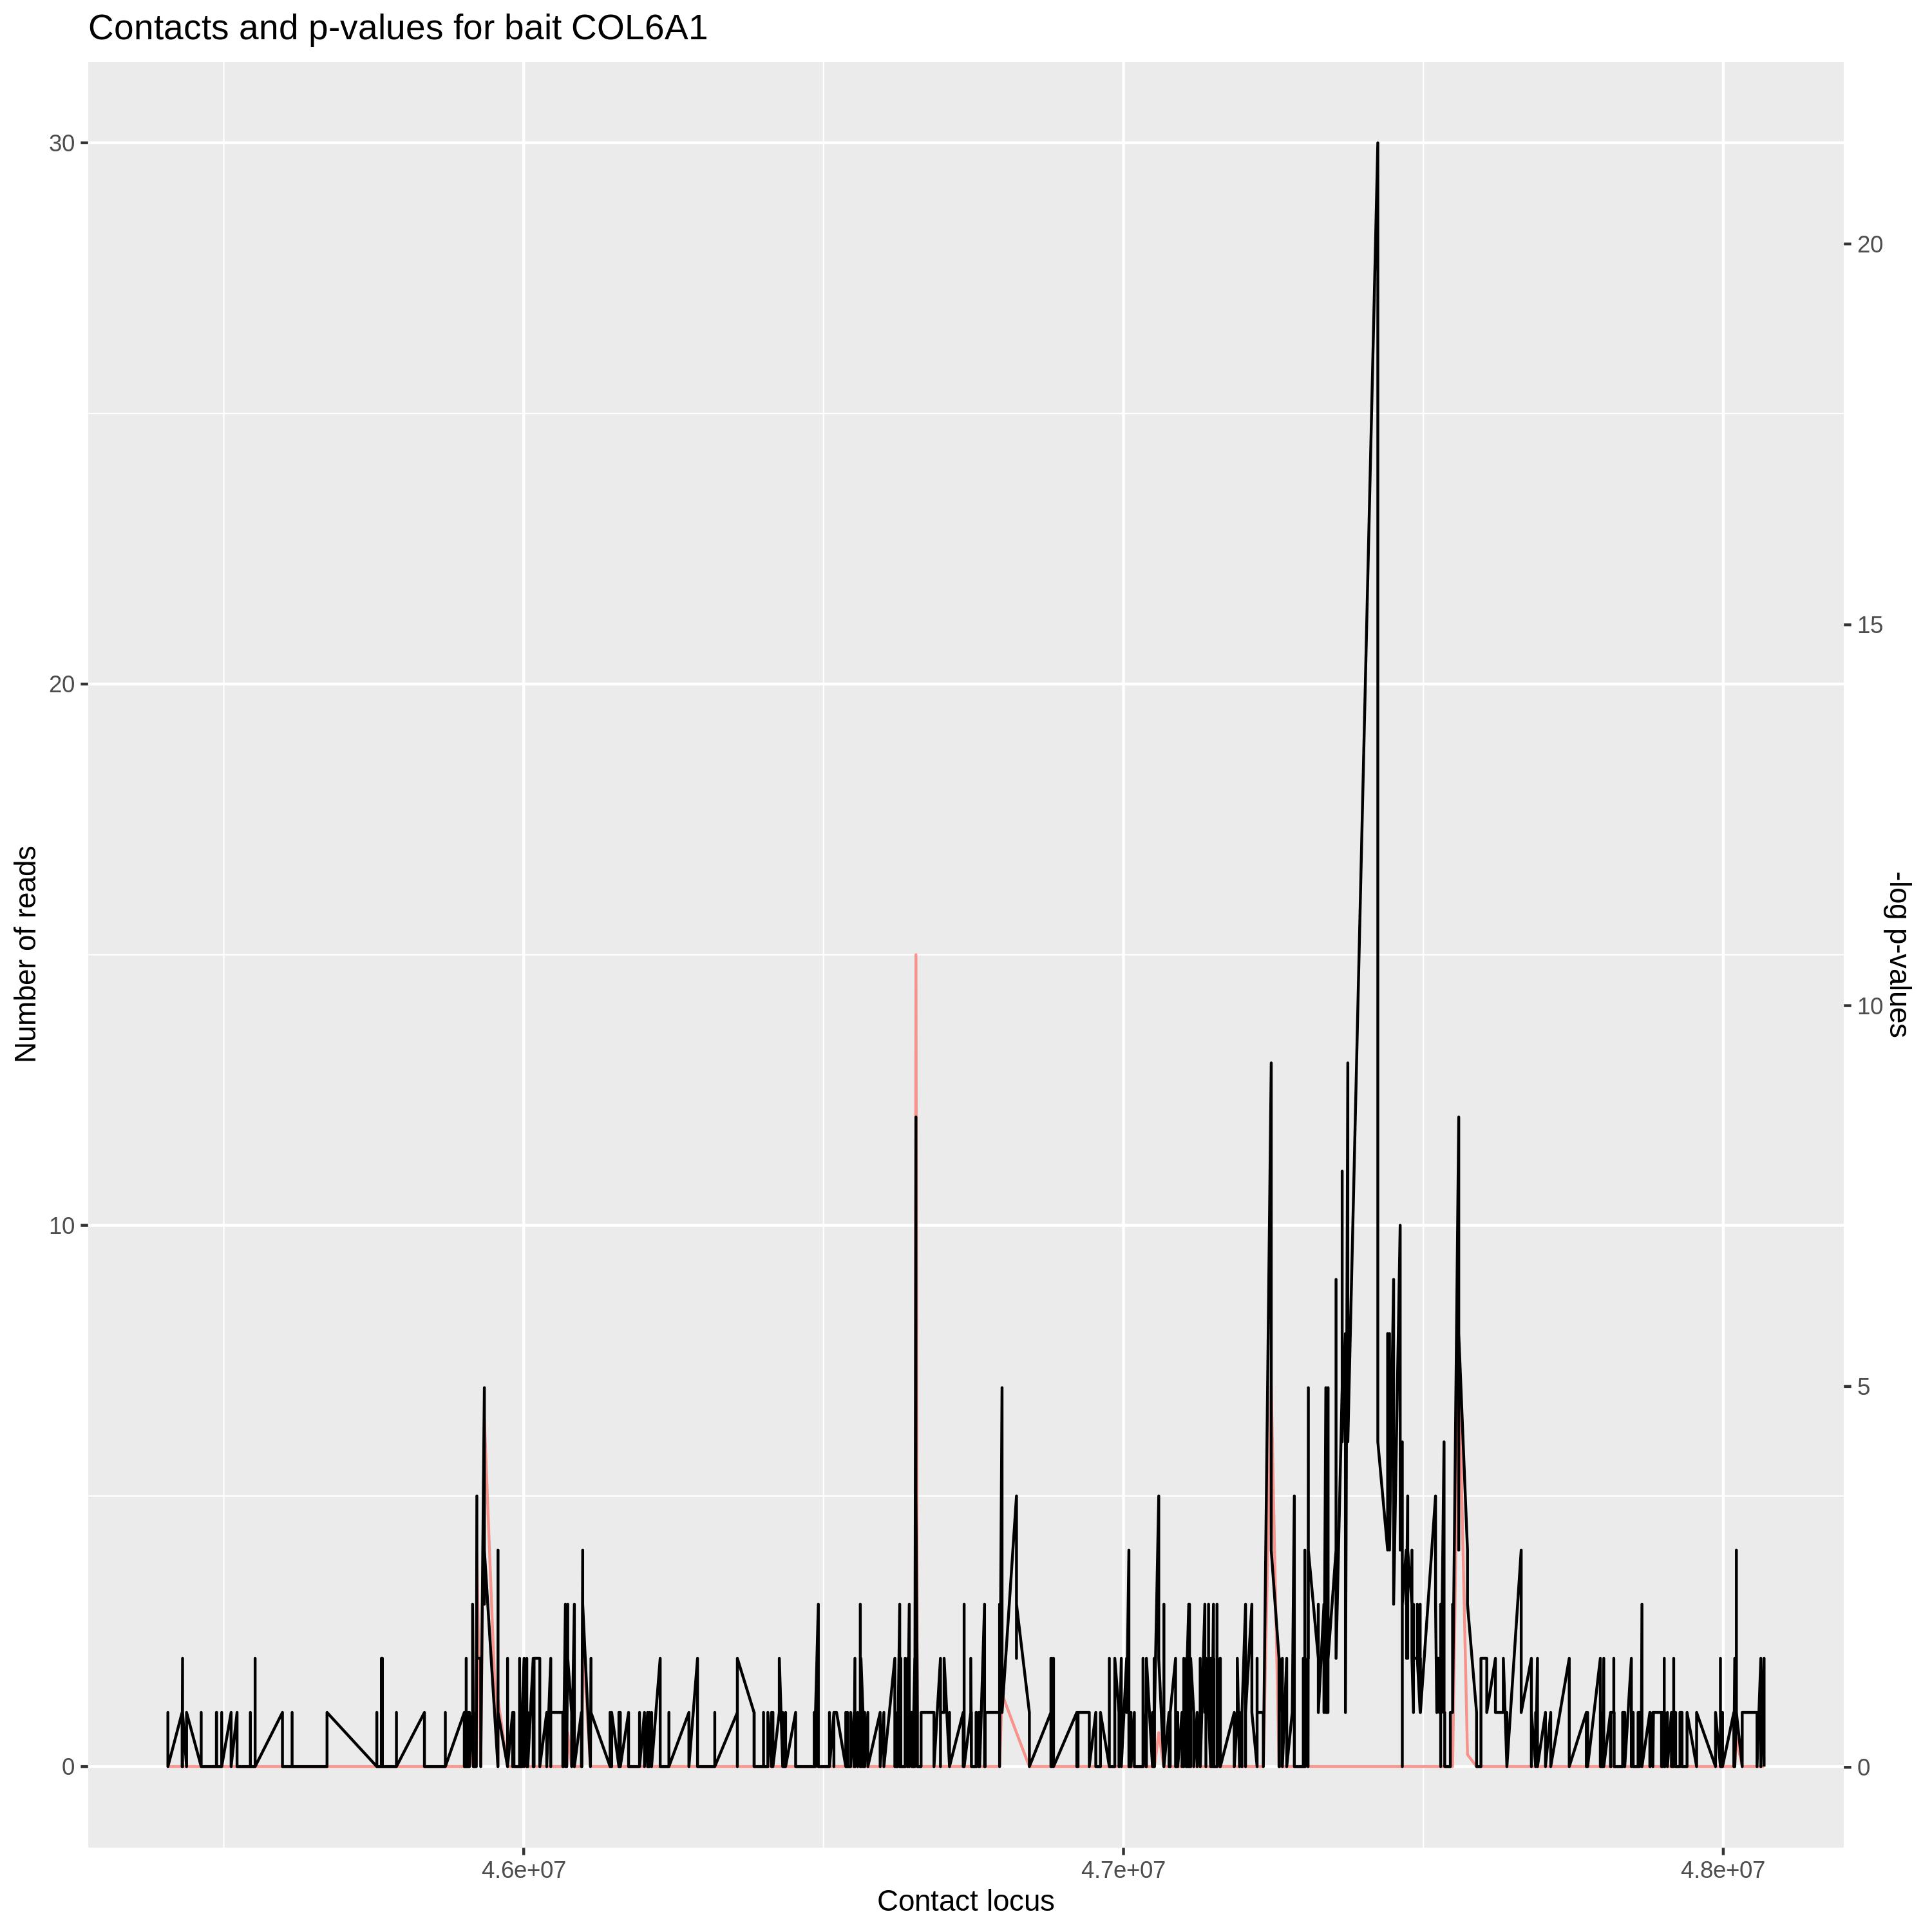 Contacts and p-values for bait COL6A1
30
20
10
0
Number of reads
20
15
10
5
0
-log p-values
4.6e+07
4.7e+07
4.8e+07
Contact locus